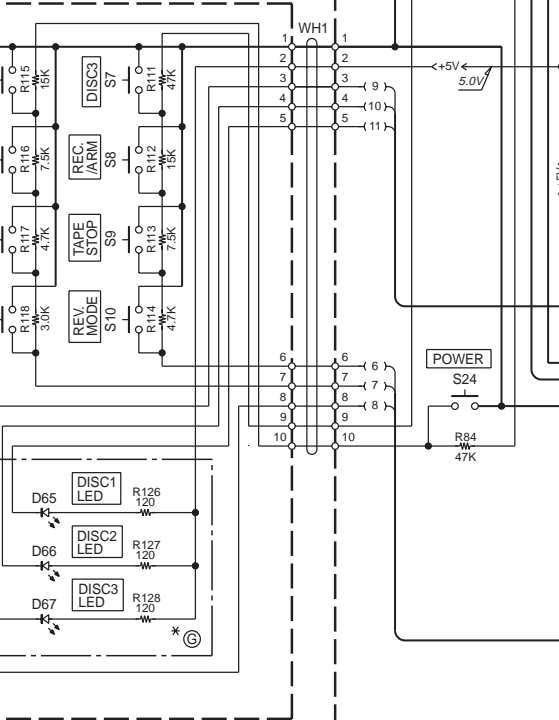 WH1
1 1
2 2
3 3
4 4
5 5
+5V
5.0V
9
10
11
R115
15K
R116
7.5K
R117
4.7K
R118
3.0K
DISC3
S7
R111
47K
REC.
/ARM
S8
R112
15K
TAPE
STOP
S9
R113
7.5K
REV.
MODE
S10
R114
4.7K
6 6
7 7
8 8
9 9
10 10
6
7
8
POWER
S24
R84
47K
D65
DISC1
LED
R126
120
D66
DISC2
LED
R127
120
D67
DISC3
LED
R128
120
* G